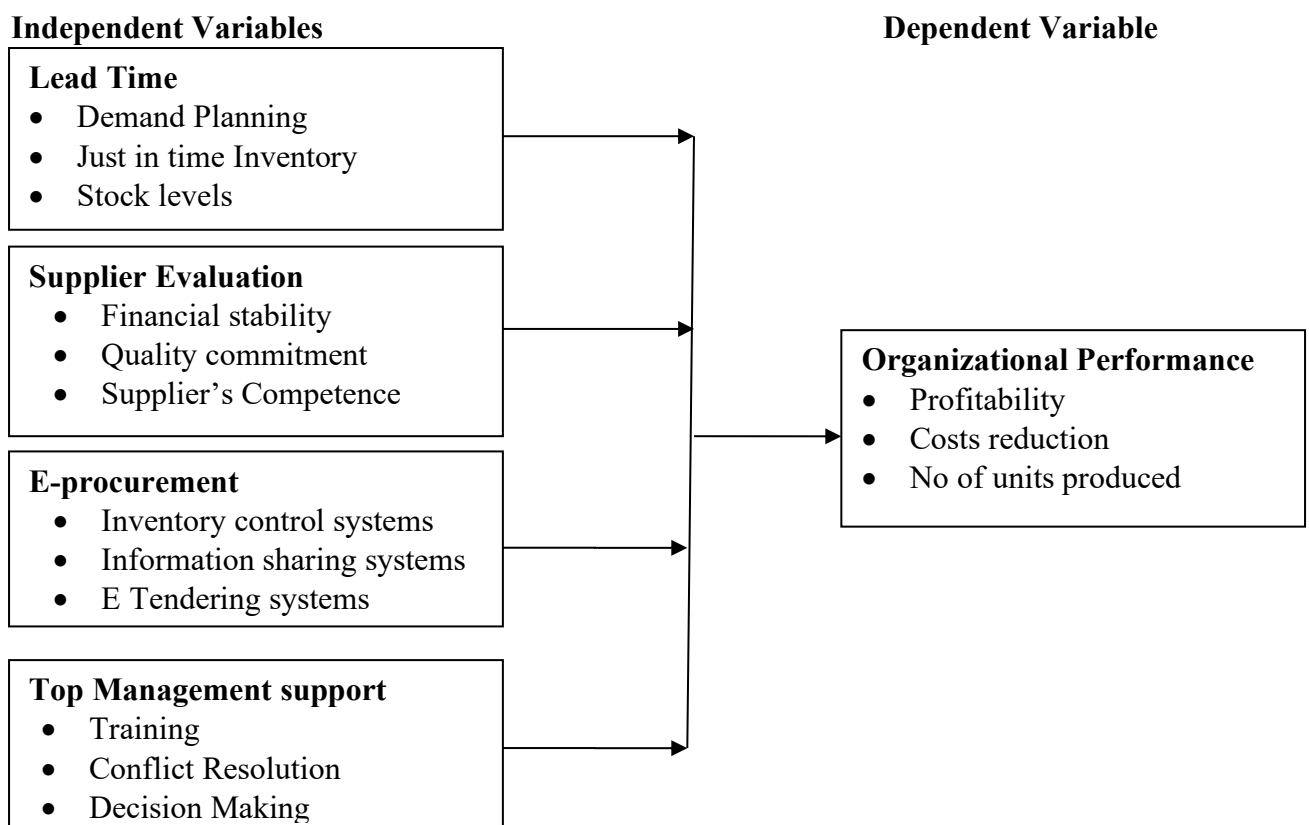 Independent Variables
Dependent Variable
Lead Time
• Demand Planning
• Just in time Inventory
• Stock levels
Supplier Evaluation
• Financial stability
• Quality commitment
• Supplier’s Competence
E-procurement
• Inventory control systems
• Information sharing systems
• E Tendering systems
Top Management support
• Training
• Conflict Resolution
• Decision Making
Organizational Performance
• Profitability
• Costs reduction
• No of units produced